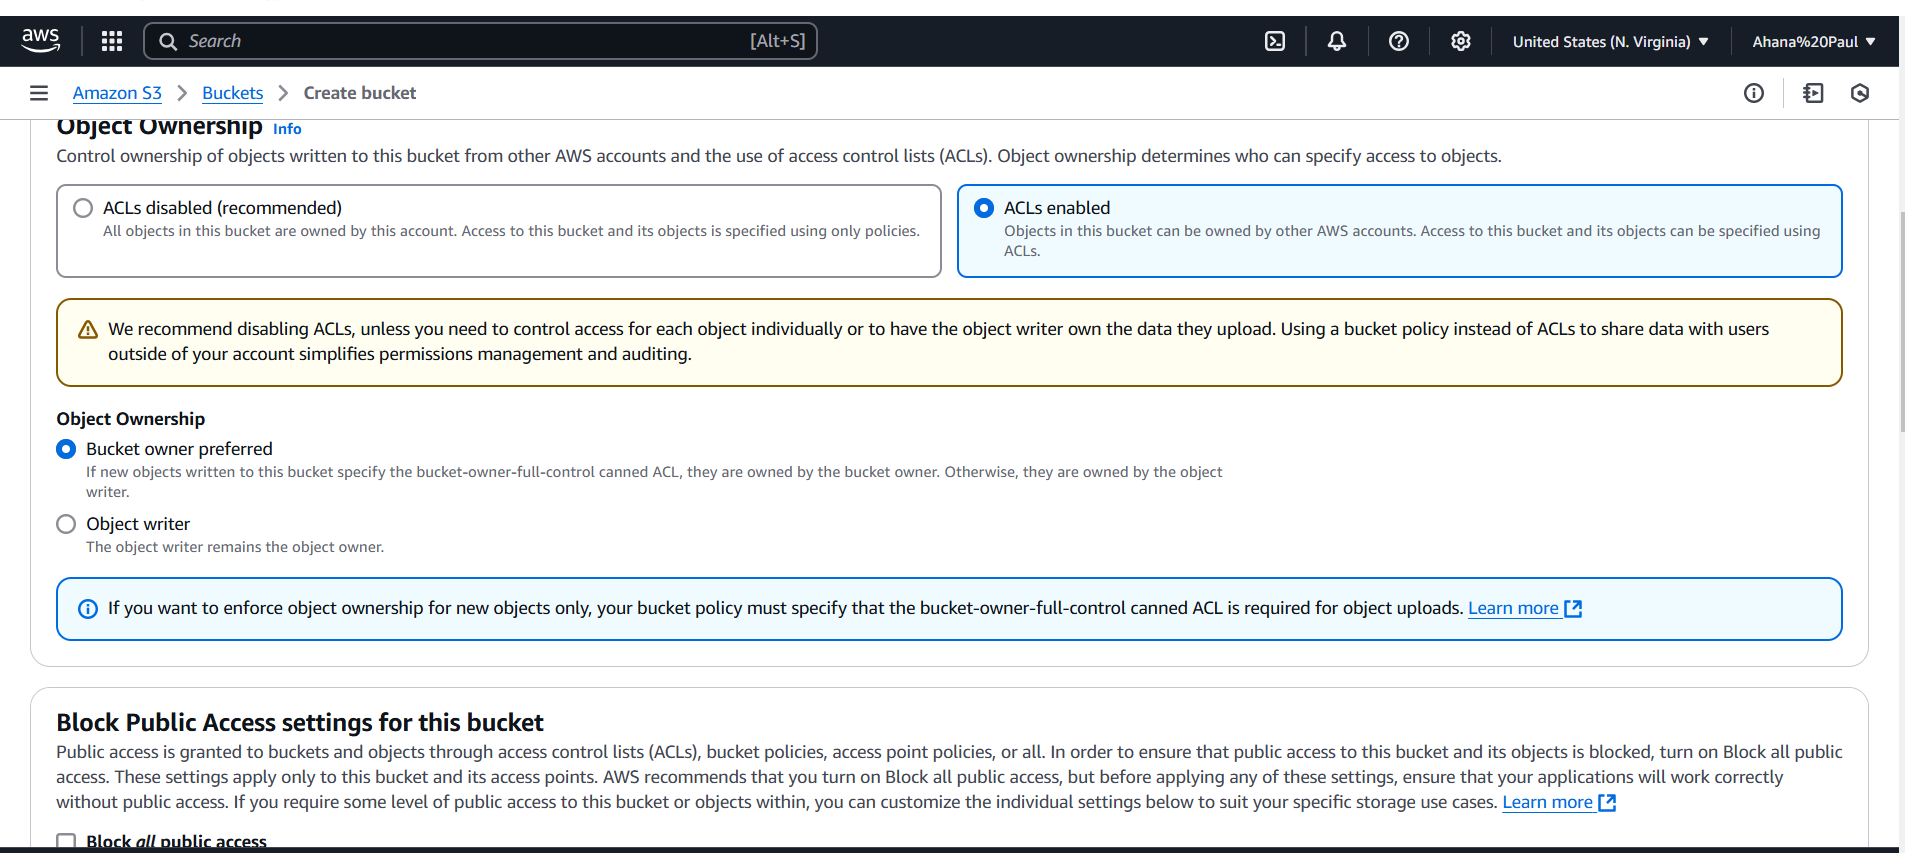 aws
Search [Alt+S]
United States (N. Virginia)
Ahana%20Paul
Amazon S3 > Buckets > Create bucket
Object Ownership Info
Control ownership of objects written to this bucket from other AWS accounts and the use of access control lists (ACLs). Object ownership determines who can specify access to objects.
ACLs disabled (recommended)
All objects in this bucket are owned by this account. Access to this bucket and its objects is specified using only policies.
ACLs enabled
Objects in this bucket can be owned by other AWS accounts. Access to this bucket and its objects can be specified using
ACLs.
We recommend disabling ACLs, unless you need to control access for each object individually or to have the object writer own the data they upload. Using a bucket policy instead of ACLs to share data with users
outside of your account simplifies permissions management and auditing.
Object Ownership
Bucket owner preferred
If new objects written to this bucket specify the bucket-owner-full-control canned ACL, they are owned by the bucket owner. Otherwise, they are owned by the object
writer.
Object writer
The object writer remains the object owner.
If you want to enforce object ownership for new objects only, your bucket policy must specify that the bucket-owner-full-control canned ACL is required for object uploads. Learn more
Block Public Access settings for this bucket
Public access is granted to buckets and objects through access control lists (ACLs), bucket policies, access point policies, or all. In order to ensure that public access to this bucket and its objects is blocked, turn on Block all public
access. These settings apply only to this bucket and its access points. AWS recommends that you turn on Block all public access, but before applying any of these settings, ensure that your applications will work correctly
without public access. If you require some level of public access to this bucket or objects within, you can customize the individual settings below to suit your specific storage use cases. Learn more
Block all public access